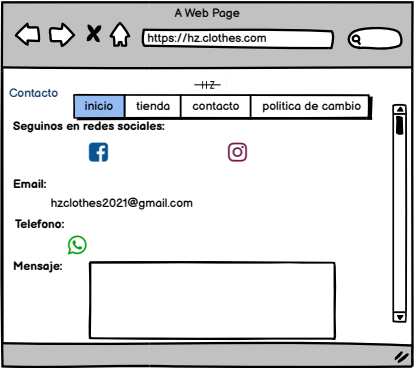 A Web Page
https://hz.clothes.com
HZ
Contacto
inicio tienda contacto politica de cambio
Seguinos en redes sociales:
Email:
hzclothes2021@gmail.com
Telefono:
Mensaje: